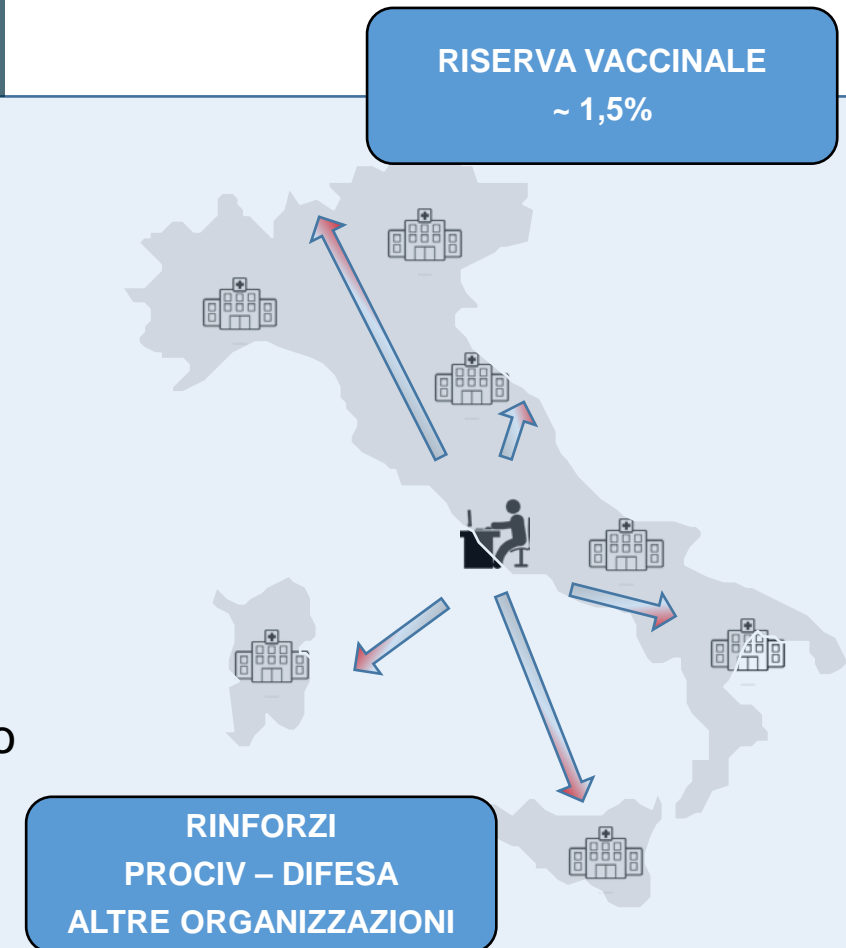 RISERVA VACCINALE
~ 1,5%
o
RINFORZI
PROCIV – DIFESA
ALTRE ORGANIZZAZIONI